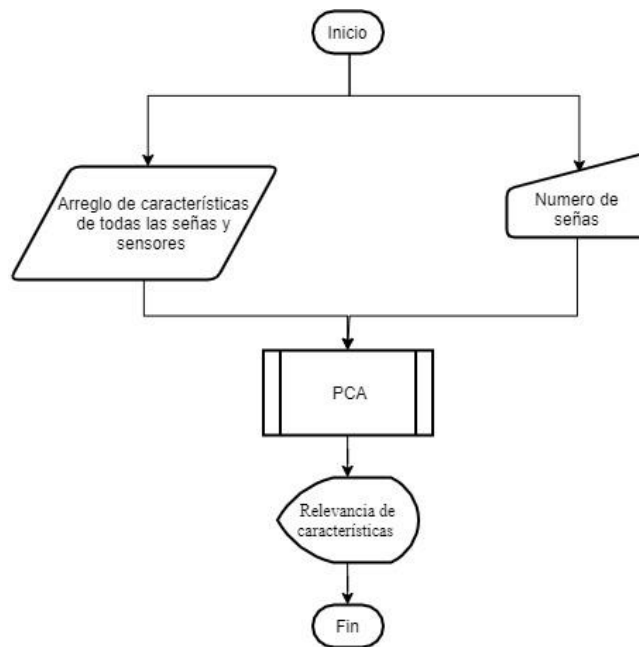 Inicio
Arreglo de características
de todas las señas y
sensores
Numero de
señas
PCA
Relevancia de
características
Fin